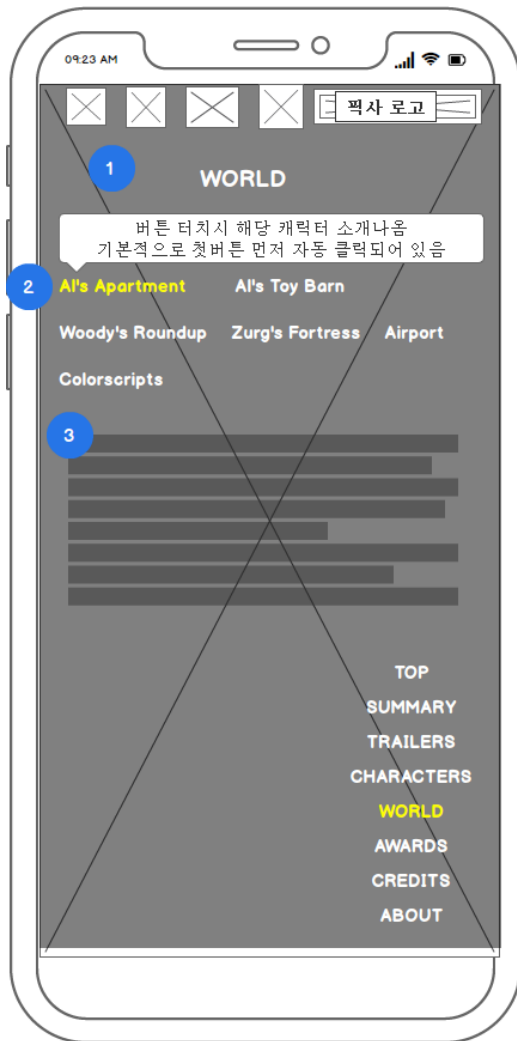 09:23 AM
픽사 로고
1
WORLD
버튼 터치시 해당 캐릭터 소개나옴
기본적으로 첫버튼 먼저 자동 클릭되어 있음
2
Al's Apartment
Al's Toy Barn
Woody's Roundup
Zurg's Fortress
Airport
Colorscripts
3
TOP
SUMMARY
TRAILERS
CHARACTERS
WORLD
AWARDS
CREDITS
ABOUT